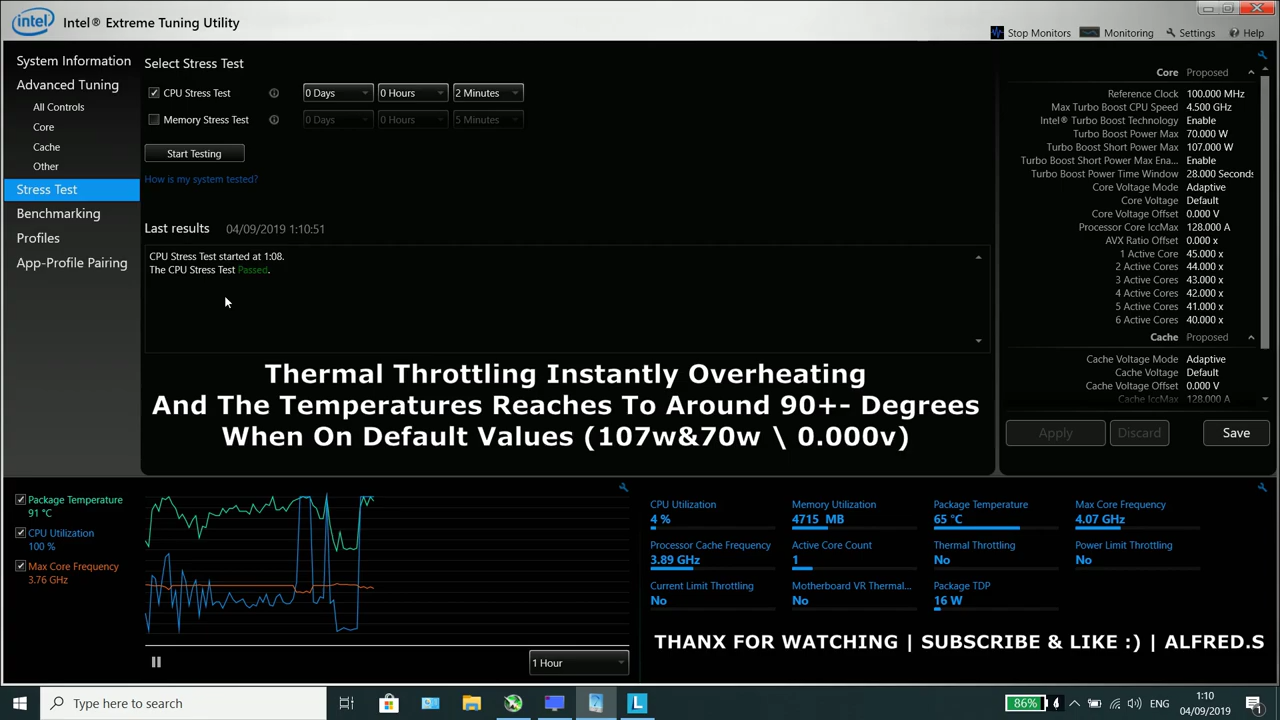 intel
Intel® Extreme Tuning Utility
Stop Monitors
Monitoring
Settings
Help
System Information
Advanced Tuning
All Controls
Core
Cache
Other
Stress Test
Benchmarking
Profiles
App-Profile Pairing
Select Stress Test
CPU Stress Test
0 Days
0 Hours
2 Minutes
Memory Stress Test
0 Days
0 Hours
5 Minutes
Start Testing
How is my system tested?
Last results 04/09/2019 1:10:51
CPU Stress Test started at 1:08.
The CPU Stress Test Passed.
Thermal Throttling Instantly Overheating
And The Temperatures Reaches To Around 90+- Degrees
When On Default Values (107w&70w \ 0.000v)
Core Proposed
Reference Clock 100.000 MHz
Max Turbo Boost CPU Speed 4.500 GHz
Intel® Turbo Boost Technology Enable
Turbo Boost Power Max 70.000 W
Turbo Boost Short Power Max 107.000 W
Turbo Boost Short Power Max Ena... Enable
Turbo Boost Power Time Window 28.000 Seconds
Core Voltage Mode Adaptive
Core Voltage Default
Core Voltage Offset 0.000 V
Processor Core IccMax 128.000 A
AVX Ratio Offset 0.000 x
1 Active Core 45.000 x
2 Active Cores 44.000 x
3 Active Cores 43.000 x
4 Active Cores 42.000 x
5 Active Cores 41.000 x
6 Active Cores 40.000 x
Cache Proposed
Cache Voltage Mode Adaptive
Cache Voltage Default
Cache Voltage Offset 0.000 V
Cache IccMax 128.000 A
Apply
Discard
Save
Package Temperature
91 °C
CPU Utilization
100 %
Max Core Frequency
3.76 GHz
1 Hour
CPU Utilization
4 %
Memory Utilization
4715 MB
Package Temperature
65 °C
Max Core Frequency
4.07 GHz
Processor Cache Frequency
3.89 GHz
Active Core Count
1
Thermal Throttling
No
Power Limit Throttling
No
Current Limit Throttling
No
Motherboard VR Thermal...
No
Package TDP
16 W
THANX FOR WATCHING | SUBSCRIBE & LIKE :) | ALFRED.S
Type here to search
L
86%
ENG
1:10
04/09/2019
1